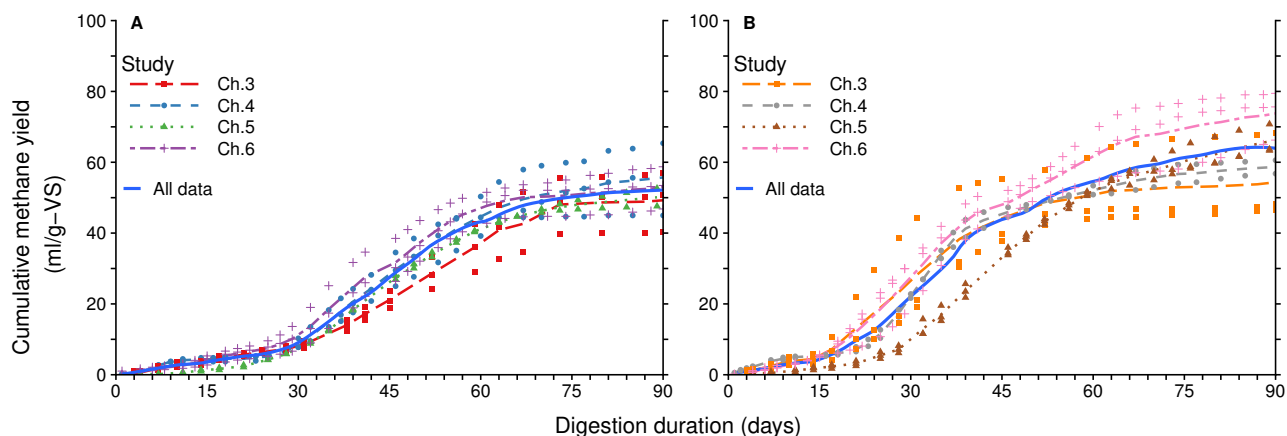 A
B
Cumulative methane yield
(ml/g−VS)
100
80
60
40
20
0
Study
Ch.3
Ch.4
Ch.5
Ch.6
All data
0 15 30 45 60 75 90
100
80
60
40
20
0
Study
Ch.3
Ch.4
Ch.5
Ch.6
All data
0 15 30 45 60 75 90
Digestion duration (days)